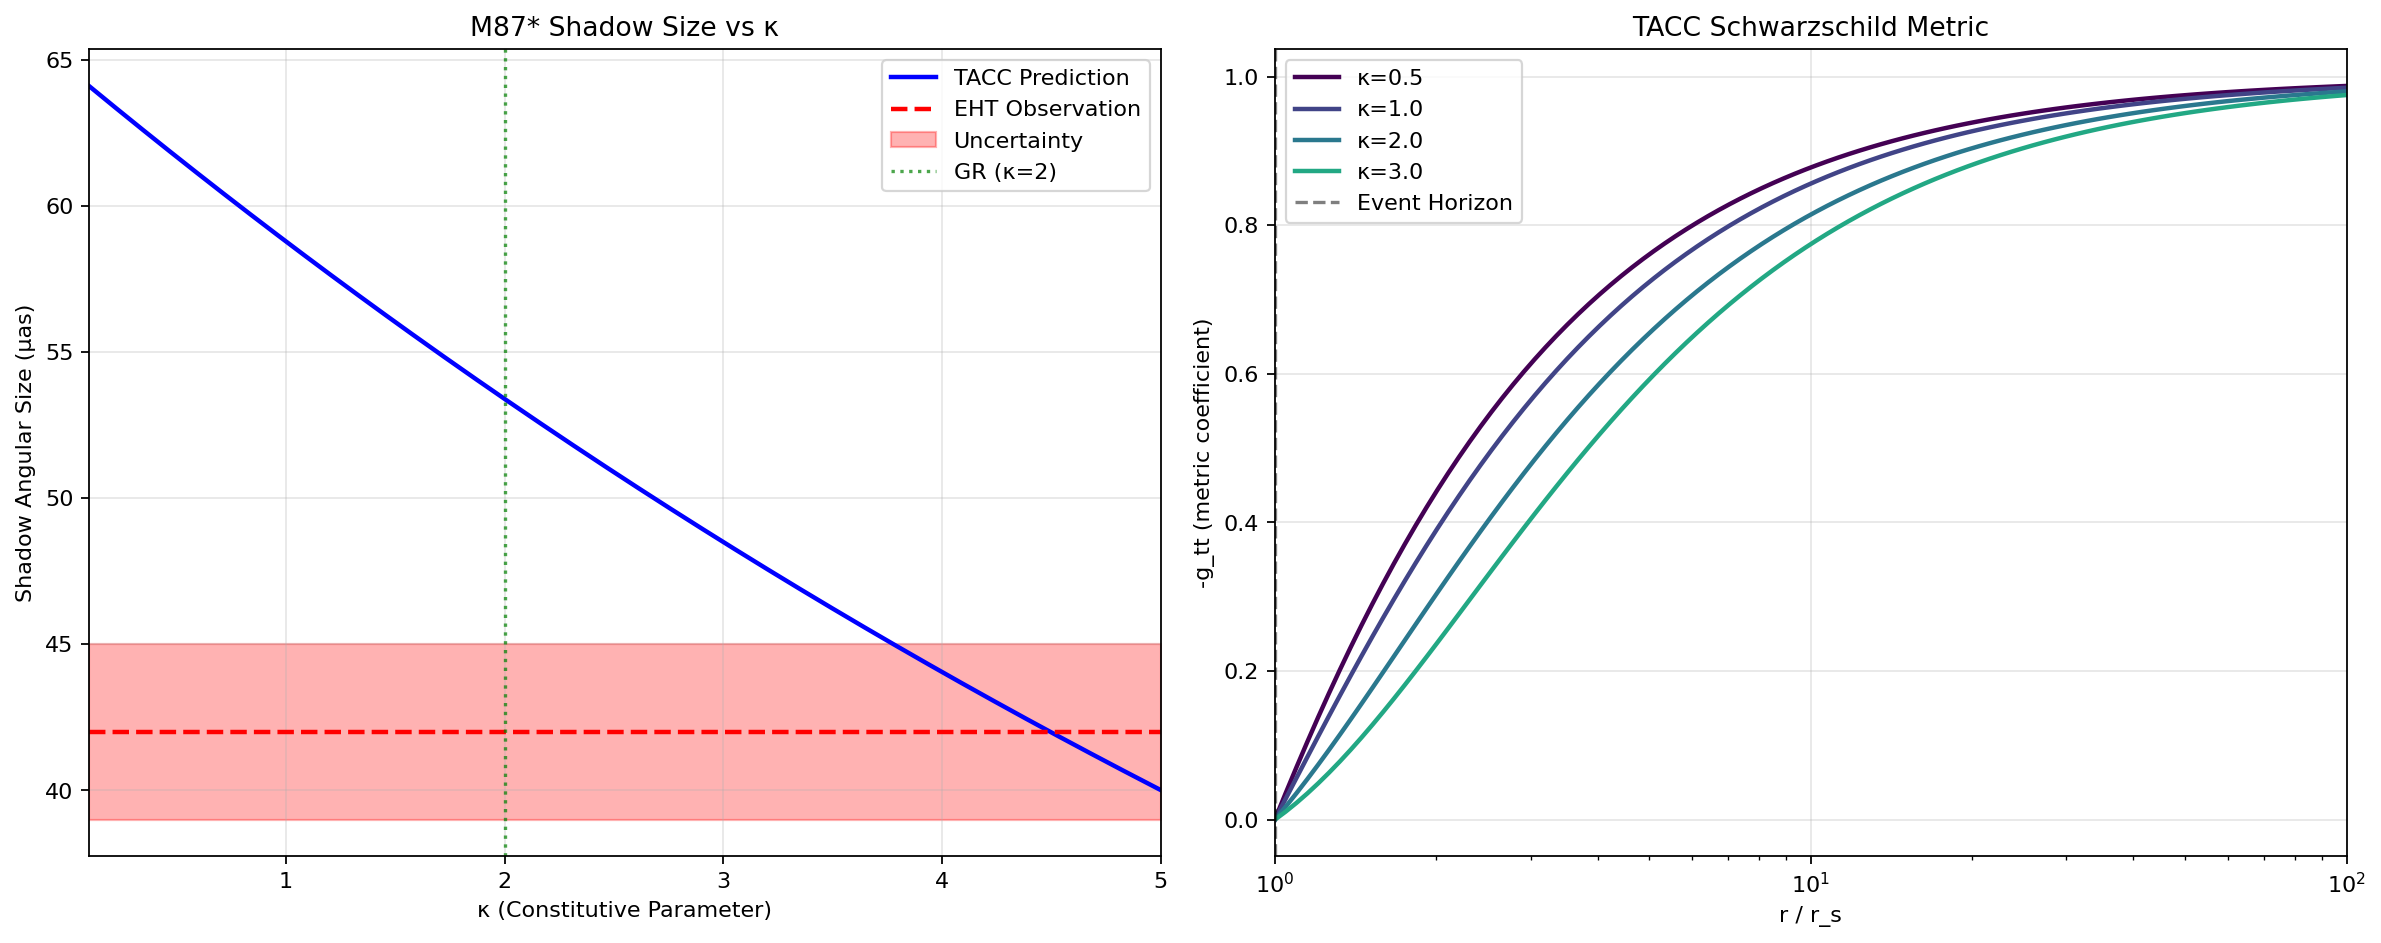 M87* Shadow Size vs κ
Shadow Angular Size (μas)
65
60
55
50
45
40
TACC Prediction
EHT Observation
Uncertainty
GR (κ=2)
1 2 3 4 5
κ (Constitutive Parameter)
TACC Schwarzschild Metric
-g_tt (metric coefficient)
1.0
0.8
0.6
0.4
0.2
0.0
κ=0.5
κ=1.0
κ=2.0
κ=3.0
Event Horizon
10⁰ 10¹ 10²
r / r_s